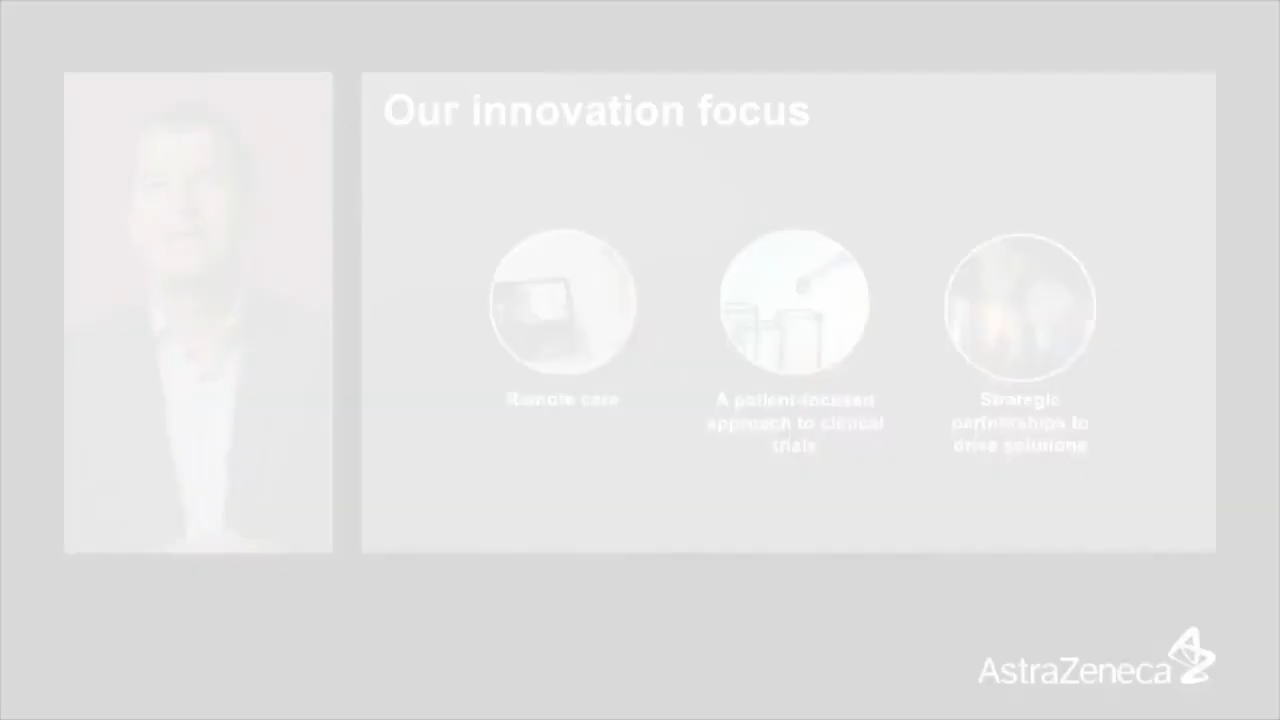 Our innovation focus
Remote care
A patient-focused
approach to clinical
trials
Strategic
partnerships to
drive solutions
AstraZeneca